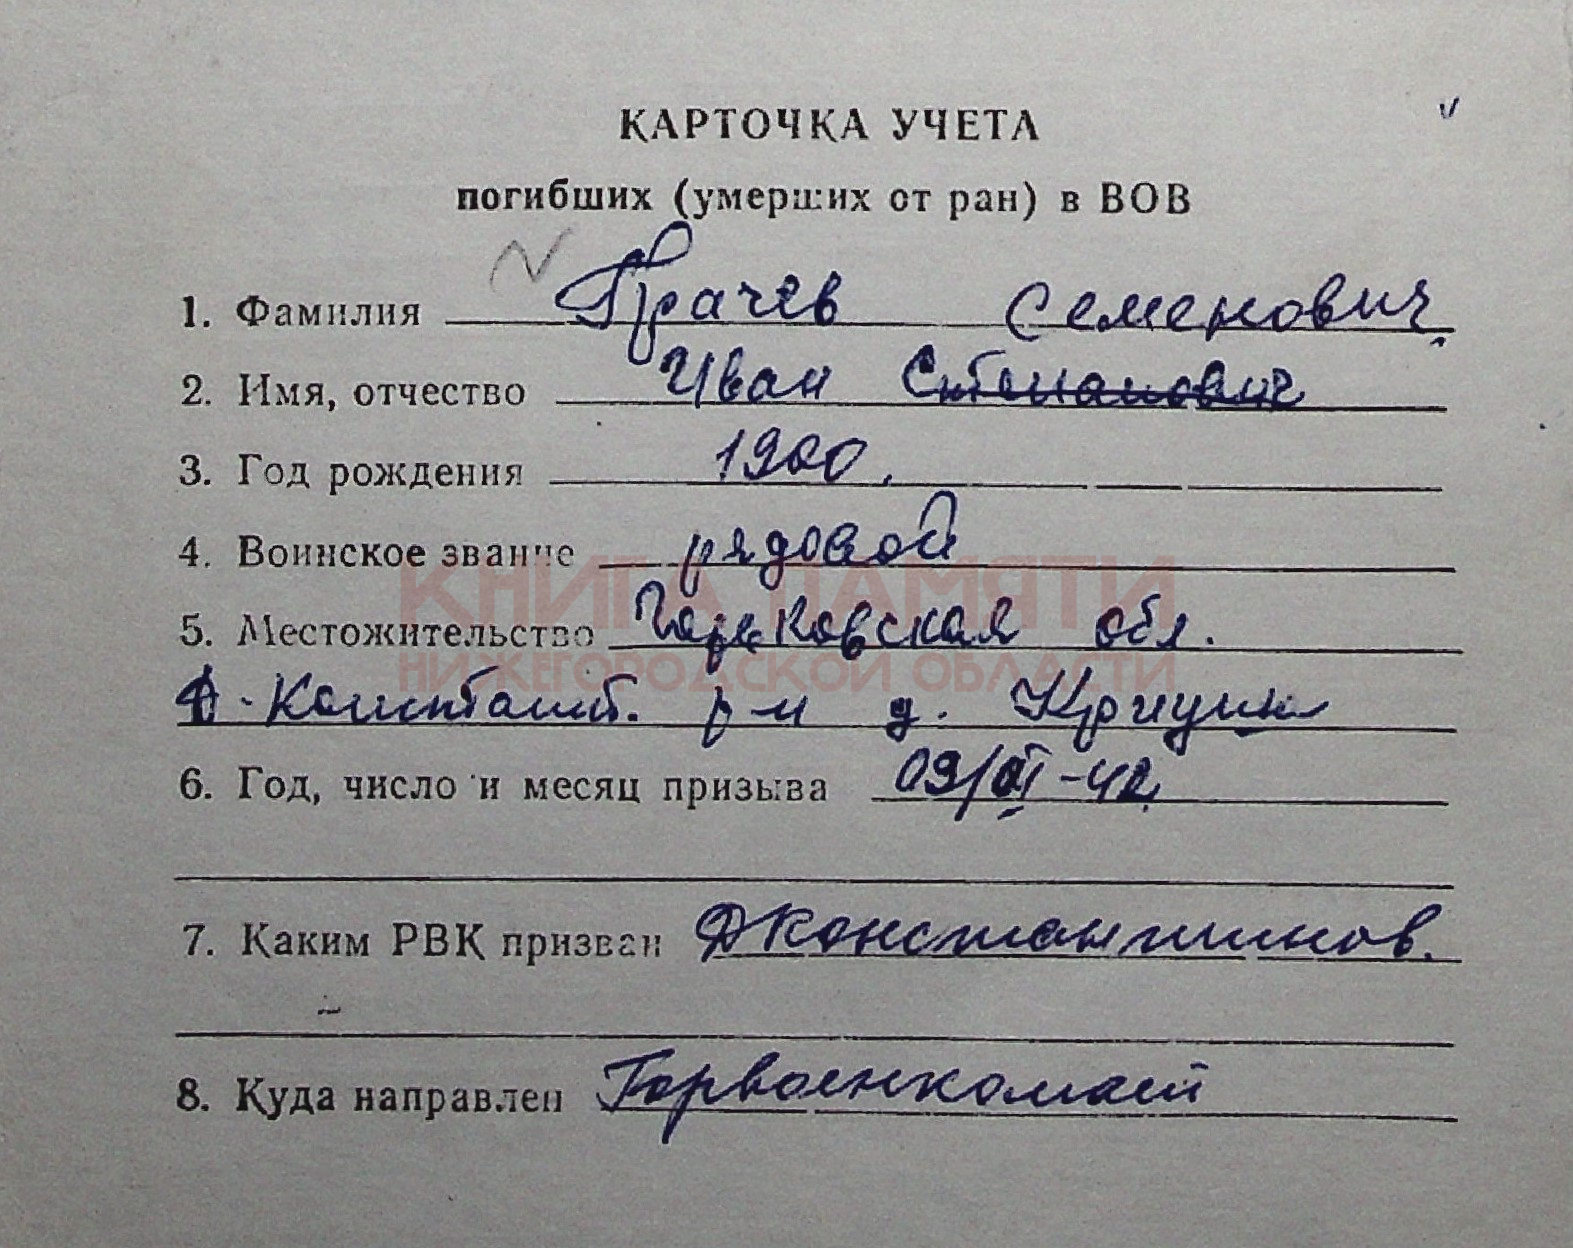 КАРТОЧКА УЧЕТА
погибших (умерших от ран) в ВОВ
1. Фамилия Грачев Семенович
2. Имя, отчество Иван Степанович
3. Год рождения 1900.
4. Воинское звание рядовой
КНИГА ПАМЯТИ
5. Местожительство Горьковская обл.
НИЖЕГОРОДСКОЙ ОБЛАСТИ
Д-Констант. р-н д.
6. Год, число и месяц призыва
7. Каким РВК призван Дконстантинов.
8. Куда направлен Горвоенкомат